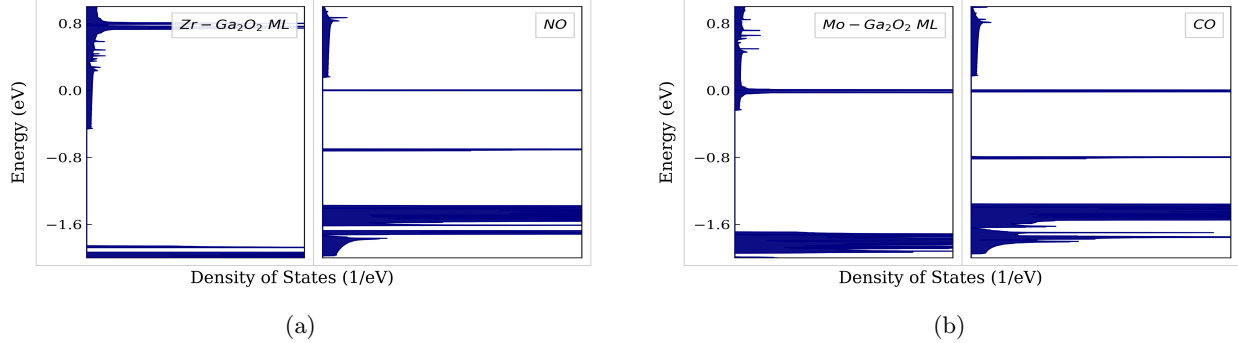 Zr − Ga₂O₂ ML
NO
Mo − Ga₂O₂ ML
CO
0.8
0.0
−0.8
−1.6
Energy (eV)
0.8
0.0
−0.8
−1.6
Energy (eV)
Density of States (1/eV)
Density of States (1/eV)
(a)
(b)